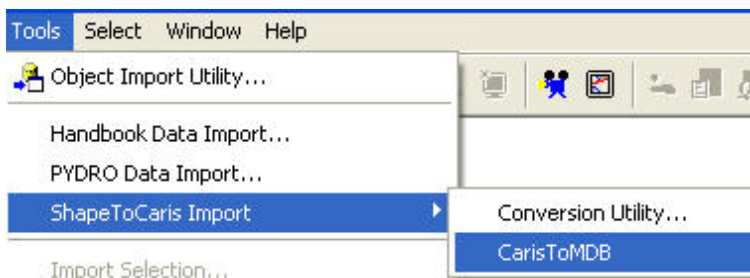 Tools Select Window Help
Object Import Utility...
Handbook Data Import...
PYDRO Data Import...
ShapeToCaris Import
Conversion Utility...
CarisToMDB
Import Selection...